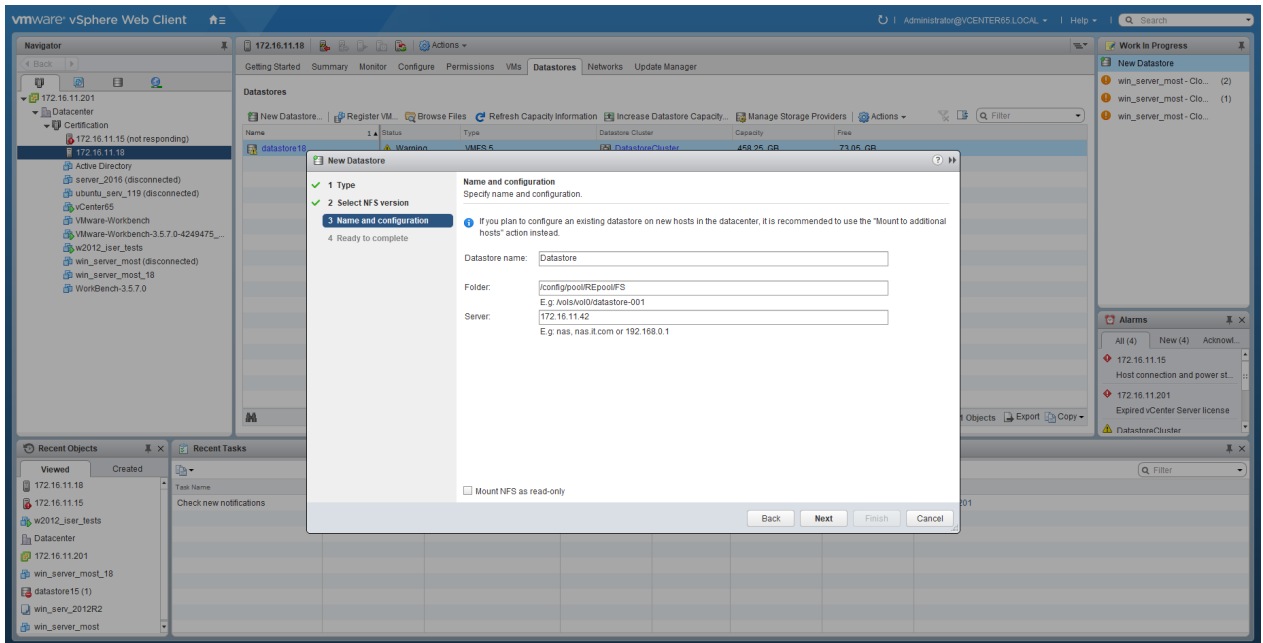 vmware® vSphere Web Client
Administrator@VCENTER65.LOCAL
Help
Search
Navigator
Back
172.16.11.201
Datacenter
Certification
172.16.11.15 (not responding)
172.16.11.18
Active Directory
server_2016 (disconnected)
ubuntu_serv_119 (disconnected)
vCenter65
VMware-Workbench
VMware-Workbench-3.5.7.0-4249475_...
w2012_iser_tests
win_server_most (disconnected)
win_server_most_18
WorkBench-3.5.7.0
172.16.11.18
Actions
Getting Started Summary Monitor Configure Permissions VMs Datastores Networks Update Manager
Datastores
New Datastore... Register VM... Browse Files Refresh Capacity Information Increase Datastore Capacity... Manage Storage Providers Actions
Filter
Name 1 Status Type Datastore Cluster Capacity Free
datastore18 Warning VMFS 5 DatastoreCluster 458.25 GB 73.05 GB
New Datastore
1 Type
2 Select NFS version
3 Name and configuration
4 Ready to complete
Name and configuration
Specify name and configuration.
If you plan to configure an existing datastore on new hosts in the datacenter, it is recommended to use the "Mount to additional
hosts" action instead.
Datastore name: Datastore
Folder: /config/pool/REpool/FS
E.g: /vols/vol0/datastore-001
Server: 172.16.11.42
E.g: nas, nas.it.com or 192.168.0.1
Mount NFS as read-only
Back Next Finish Cancel
1 Objects Export Copy
Work In Progress
New Datastore
win_server_most - Clo... (2)
win_server_most - Clo... (1)
win_server_most - Clo...
Alarms
All (4) New (4) Acknowl...
172.16.11.15
Host connection and power st...
172.16.11.201
Expired vCenter Server license
DatastoreCluster
Recent Objects
Viewed Created
172.16.11.18
172.16.11.15
w2012_iser_tests
Datacenter
172.16.11.201
win_server_most_18
datastore15 (1)
win_serv_2012R2
win_server_most
Recent Tasks
Filter
Task Name
Check new notifications
201